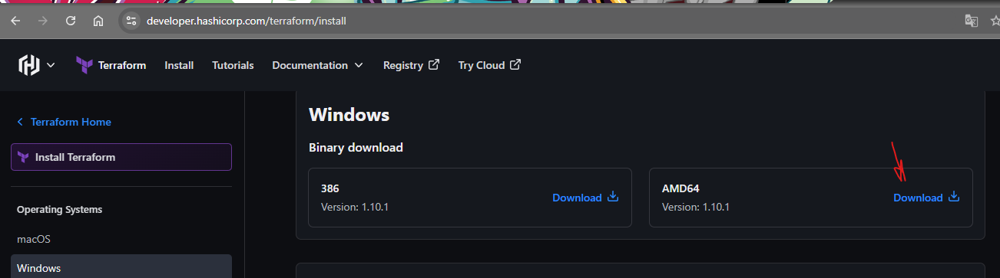 developer.hashicorp.com/terraform/install
Terraform Install Tutorials Documentation Registry Try Cloud
Terraform Home
Install Terraform
Operating Systems
macOS
Windows
Windows
Binary download
386
Version: 1.10.1
Download
AMD64
Version: 1.10.1
Download